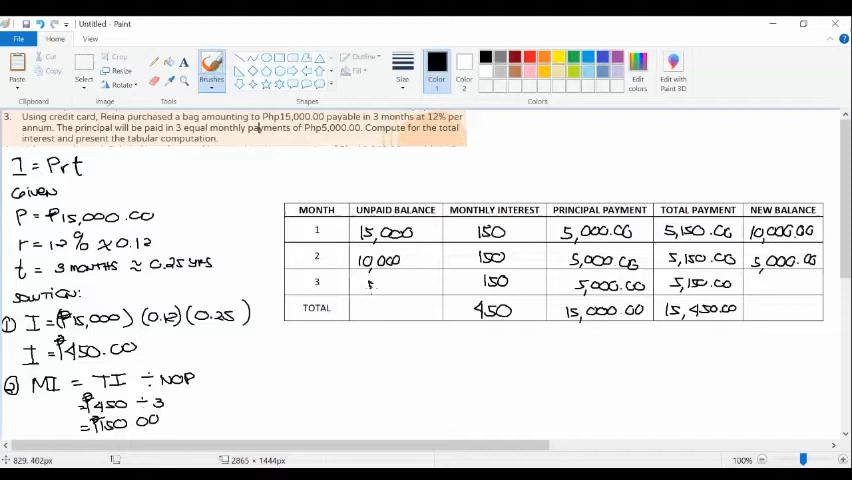 Untitled - Paint
File Home View
Paste Cut Copy
Select Crop Resize Rotate
Brushes
Outline Fill
Size
Color 1 Color 2
Edit colors Edit with Paint 3D
Clipboard Image Tools Shapes Colors
3. Using credit card, Reina purchased a bag amounting to Php15,000.00 payable in 3 months at 12% per
annum. The principal will be paid in 3 equal monthly payments of Php5,000.00. Compute for the total
interest and present the tabular computation.
I = Prt
Given
P = ₱15,000.00
r = 12% ≈ 0.12
t = 3 months ≈ 0.25 yrs
Solution:
① I = (₱15,000) (0.12) (0.25)
I = ₱450.00
② MI = TI ÷ NOP
= ₱450 ÷ 3
= ₱150 00
MONTH UNPAID BALANCE MONTHLY INTEREST PRINCIPAL PAYMENT TOTAL PAYMENT NEW BALANCE
1 15,000 150 5,000.00 5,150.00 10,000.00
2 10,000 150 5,000.00 5,150.00 5,000.00
3 150 5,000.00 5,150.00
TOTAL 450 15,000.00 15,450.00
829, 402px 2865 × 1444px 100%